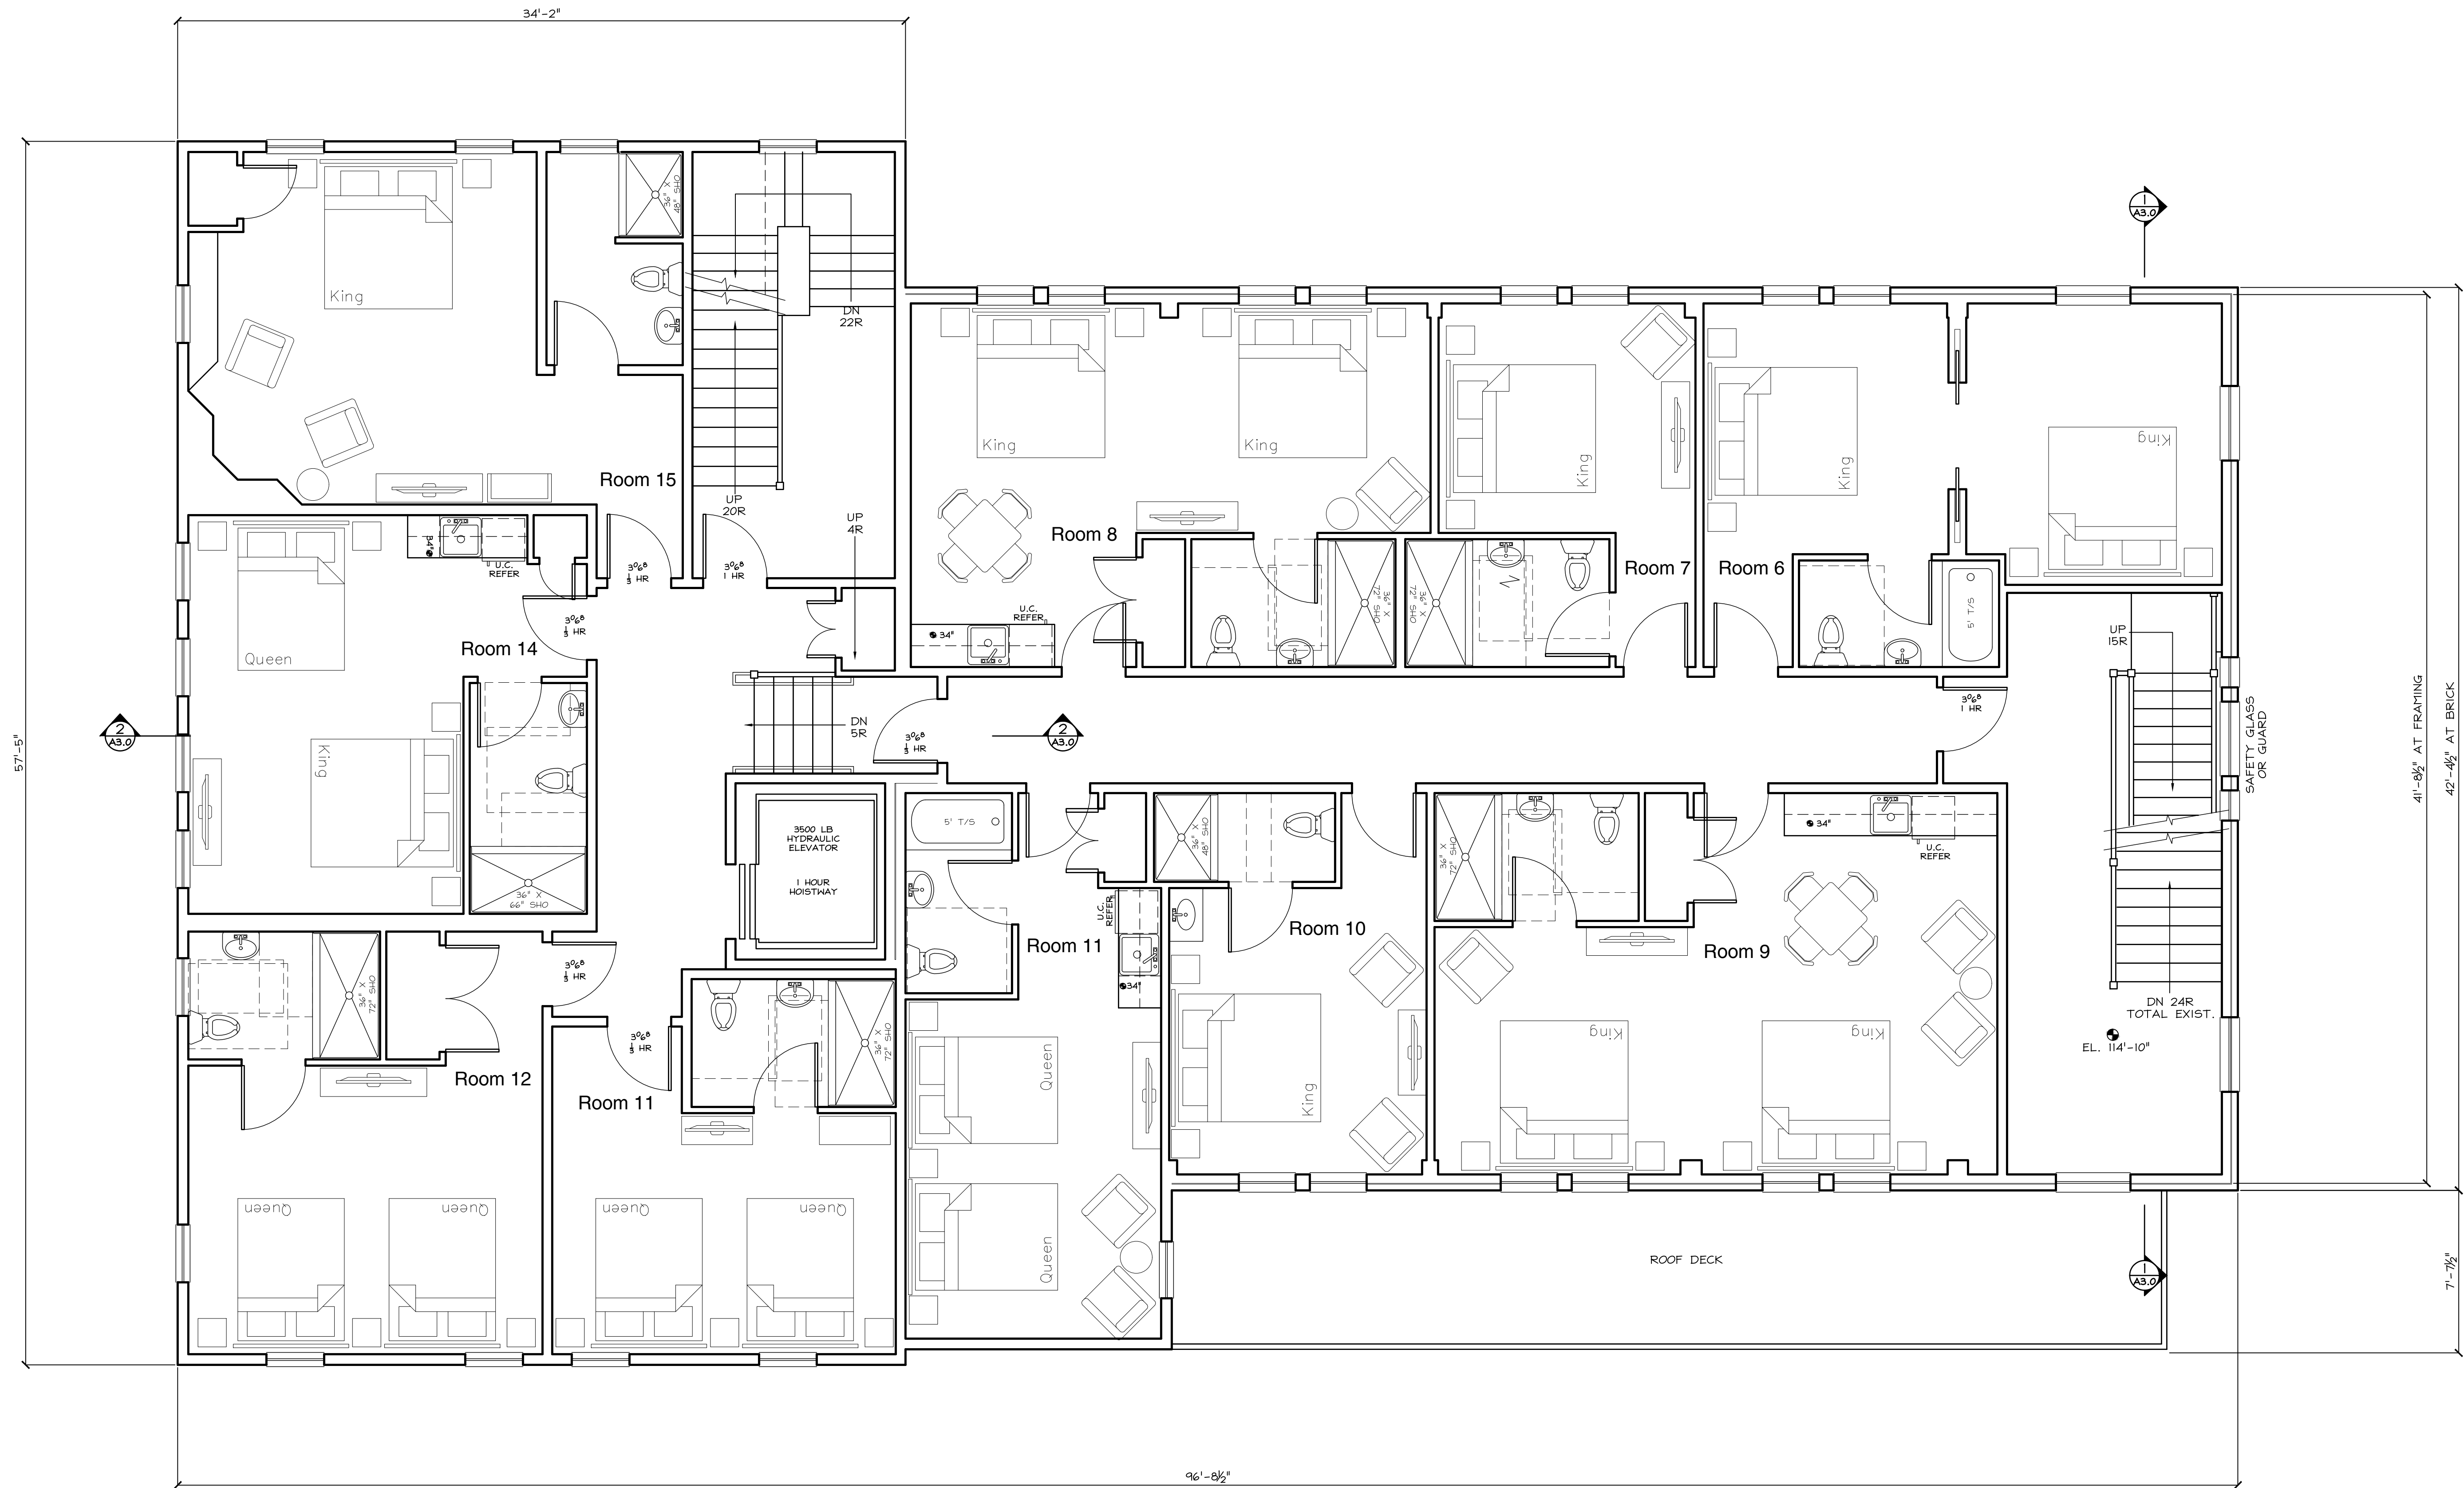 34'-2"
57'-5"
36" X
48" SHO
1
A3.0
King
DN
22R
King
King
King
King
King
Room 15
UP
20R
UP
4R
Room 8
34"
U.C.
REFER
3⁰6⁸
⅓ HR
3⁰6⁸
1 HR
36" X
72" SHO
36" X
72" SHO
Room 7
Room 6
5' T/S
U.C.
REFER
34"
3⁰6⁸
⅓ HR
Room 14
Queen
UP
15R
41'-8½" AT FRAMING
42'-4½" AT BRICK
3⁰6⁸
1 HR
SAFETY GLASS
OR GUARD
2
A3.0
King
DN
5R
3⁰6⁸
⅓ HR
2
A3.0
3500 LB
HYDRAULIC
ELEVATOR
1 HOUR
HOISTWAY
5' T/S
36" X
48" SHO
36" X
72" SHO
34"
U.C.
REFER
36" X
66" SHO
U.C.
REFER
34"
Room 11
Room 10
Room 9
3⁰6⁸
⅓ HR
36" X
72" SHO
DN 24R
TOTAL EXIST.
EL. 114'-10"
3⁰6⁸
⅓ HR
36" X
72" SHO
Room 12
Room 11
Queen
King
King
King
Queen
Queen
Queen
Queen
Queen
ROOF DECK
1
A3.0
7'-7½"
96'-8½"